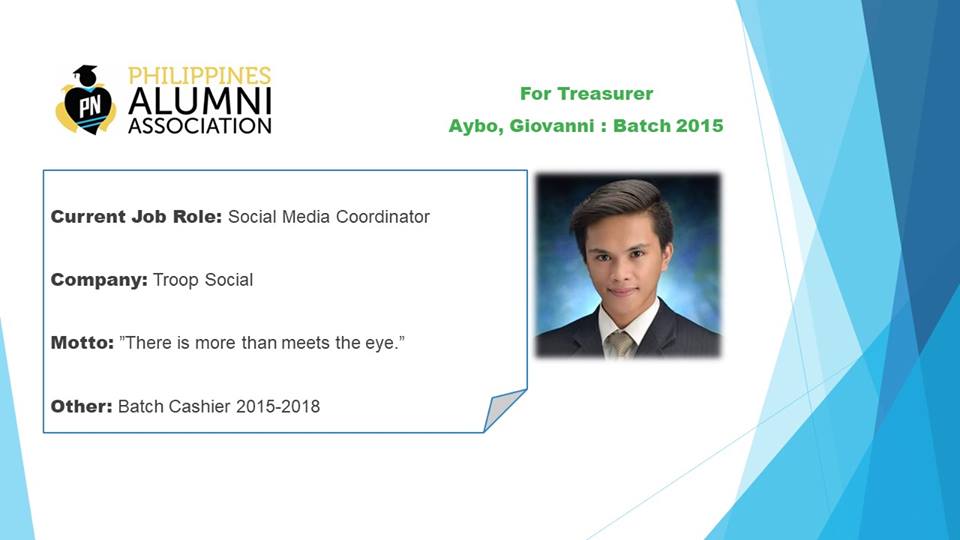 PHILIPPINES
ALUMNI
ASSOCIATION
PN
For Treasurer
Aybo, Giovanni : Batch 2015
Current Job Role: Social Media Coordinator
Company: Troop Social
Motto: ”There is more than meets the eye.”
Other: Batch Cashier 2015-2018